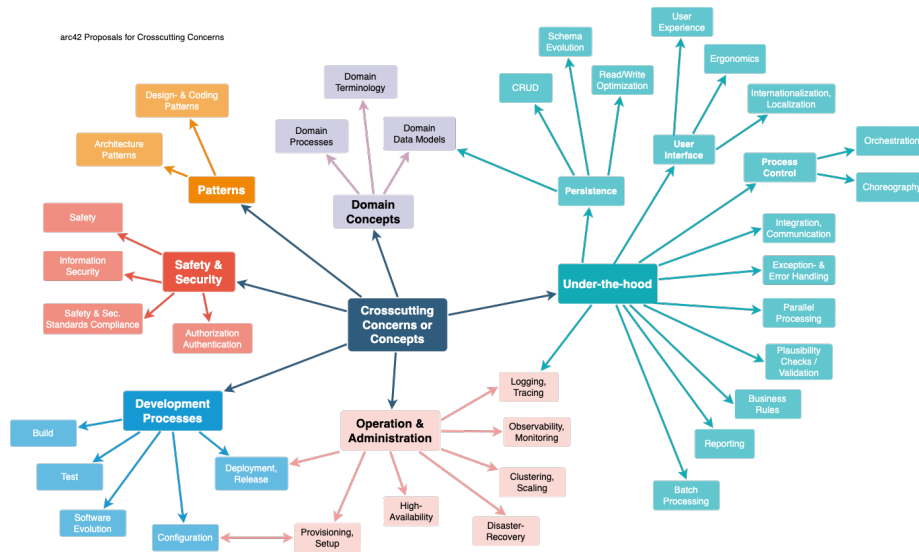 arc42 Proposals for Crosscutting Concerns
Design- & Coding
Patterns
Architecture
Patterns
Patterns
Domain
Terminology
Domain
Processes
Domain
Data Models
Domain
Concepts
Schema
Evolution
CRUD
Read/Write
Optimization
Persistence
User
Experience
Ergonomics
Internationalization,
Localization
User
Interface
Process
Control
Orchestration
Choreography
Safety
Information
Security
Safety & Sec.
Standards Compliance
Authorization
Authentication
Safety &
Security
Crosscutting
Concerns or
Concepts
Under-the-hood
Integration,
Communication
Exception- &
Error Handling
Parallel
Processing
Plausibility
Checks /
Validation
Business
Rules
Reporting
Batch
Processing
Logging,
Tracing
Development
Processes
Build
Test
Software
Evolution
Configuration
Deployment,
Release
Operation &
Administration
Observability,
Monitoring
Clustering,
Scaling
Disaster-
Recovery
High-
Availability
Provisioning,
Setup